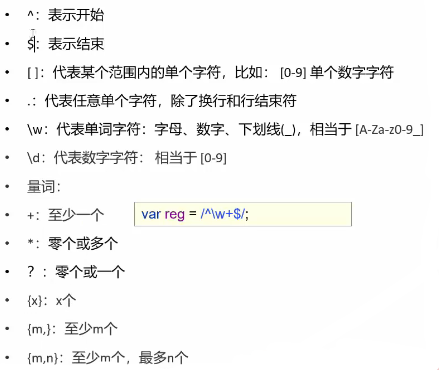 • ^：表示开始
• $：表示结束
• [ ]：代表某个范围内的单个字符，比如： [0-9] 单个数字字符
• .：代表任意单个字符，除了换行和行结束符
• \w：代表单词字符：字母、数字、下划线(_)，相当于 [A-Za-z0-9_]
• \d：代表数字字符： 相当于 [0-9]
• 量词：
• +：至少一个
var reg = /^\w+$/;
• *：零个或多个
• ？：零个或一个
• {x}：x个
• {m,}：至少m个
• {m,n}：至少m个，最多n个